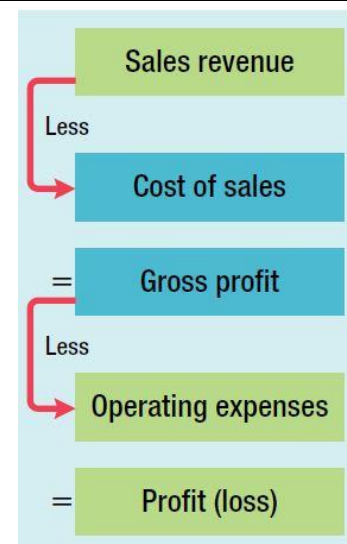 Sales revenue
Less
Cost of sales
= Gross profit
Less
Operating expenses
= Profit (loss)